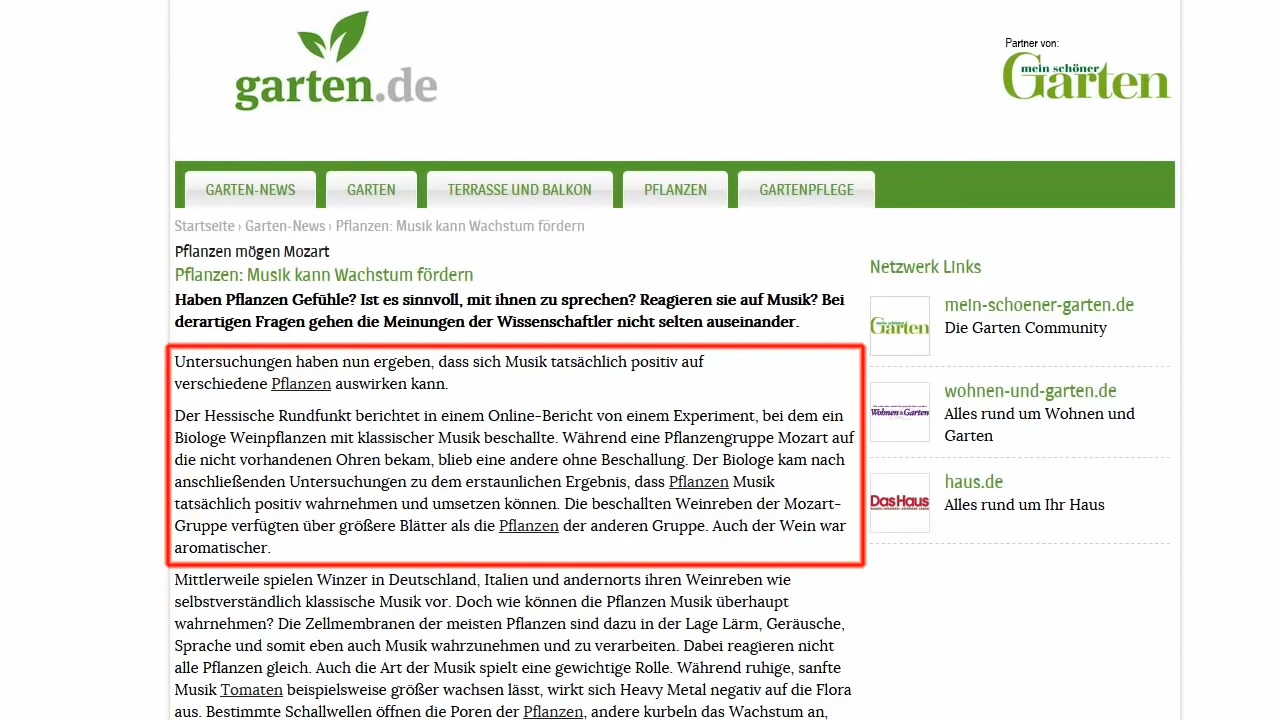 garten.de
Partner von:
mein schöner
Garten
GARTEN-NEWS
GARTEN
TERRASSE UND BALKON
PFLANZEN
GARTENPFLEGE
Startseite › Garten-News › Pflanzen: Musik kann Wachstum fördern
Pflanzen mögen Mozart
Pflanzen: Musik kann Wachstum fördern
Haben Pflanzen Gefühle? Ist es sinnvoll, mit ihnen zu sprechen? Reagieren sie auf Musik? Bei
derartigen Fragen gehen die Meinungen der Wissenschaftler nicht selten auseinander.
Untersuchungen haben nun ergeben, dass sich Musik tatsächlich positiv auf
verschiedene Pflanzen auswirken kann.
Der Hessische Rundfunkt berichtet in einem Online-Bericht von einem Experiment, bei dem ein
Biologe Weinpflanzen mit klassischer Musik beschallte. Während eine Pflanzengruppe Mozart auf
die nicht vorhandenen Ohren bekam, blieb eine andere ohne Beschallung. Der Biologe kam nach
anschließenden Untersuchungen zu dem erstaunlichen Ergebnis, dass Pflanzen Musik
tatsächlich positiv wahrnehmen und umsetzen können. Die beschallten Weinreben der Mozart-
Gruppe verfügten über größere Blätter als die Pflanzen der anderen Gruppe. Auch der Wein war
aromatischer.
Mittlerweile spielen Winzer in Deutschland, Italien und andernorts ihren Weinreben wie
selbstverständlich klassische Musik vor. Doch wie können die Pflanzen Musik überhaupt
wahrnehmen? Die Zellmembranen der meisten Pflanzen sind dazu in der Lage Lärm, Geräusche,
Sprache und somit eben auch Musik wahrzunehmen und zu verarbeiten. Dabei reagieren nicht
alle Pflanzen gleich. Auch die Art der Musik spielt eine gewichtige Rolle. Während ruhige, sanfte
Musik Tomaten beispielsweise größer wachsen lässt, wirkt sich Heavy Metal negativ auf die Flora
aus. Bestimmte Schallwellen öffnen die Poren der Pflanzen, andere kurbeln das Wachstum an,
Netzwerk Links
Garten
mein-schoener-garten.de
Die Garten Community
Wohnen & Garten
wohnen-und-garten.de
Alles rund um Wohnen und
Garten
Das Haus
haus.de
Alles rund um Ihr Haus